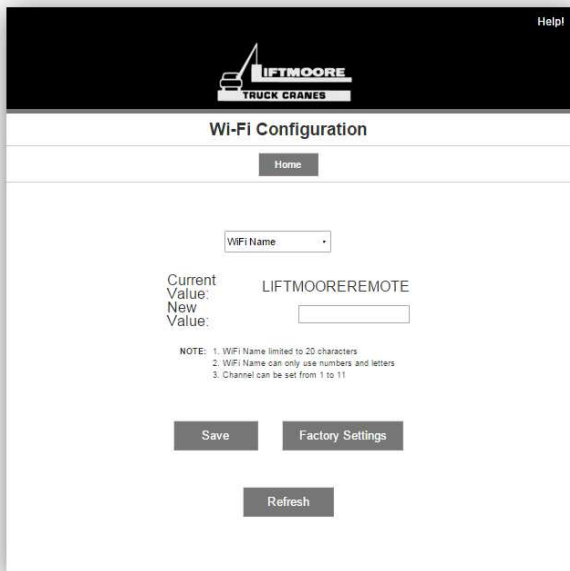 Help!
LIFTMOORE
TRUCK CRANES
Wi-Fi Configuration
Home
WiFi Name
Current
Value:
LIFTMOOREREMOTE
New
Value:
NOTE: 1. WiFi Name limited to 20 characters
2. WiFi Name can only use numbers and letters
3. Channel can be set from 1 to 11
Save
Factory Settings
Refresh